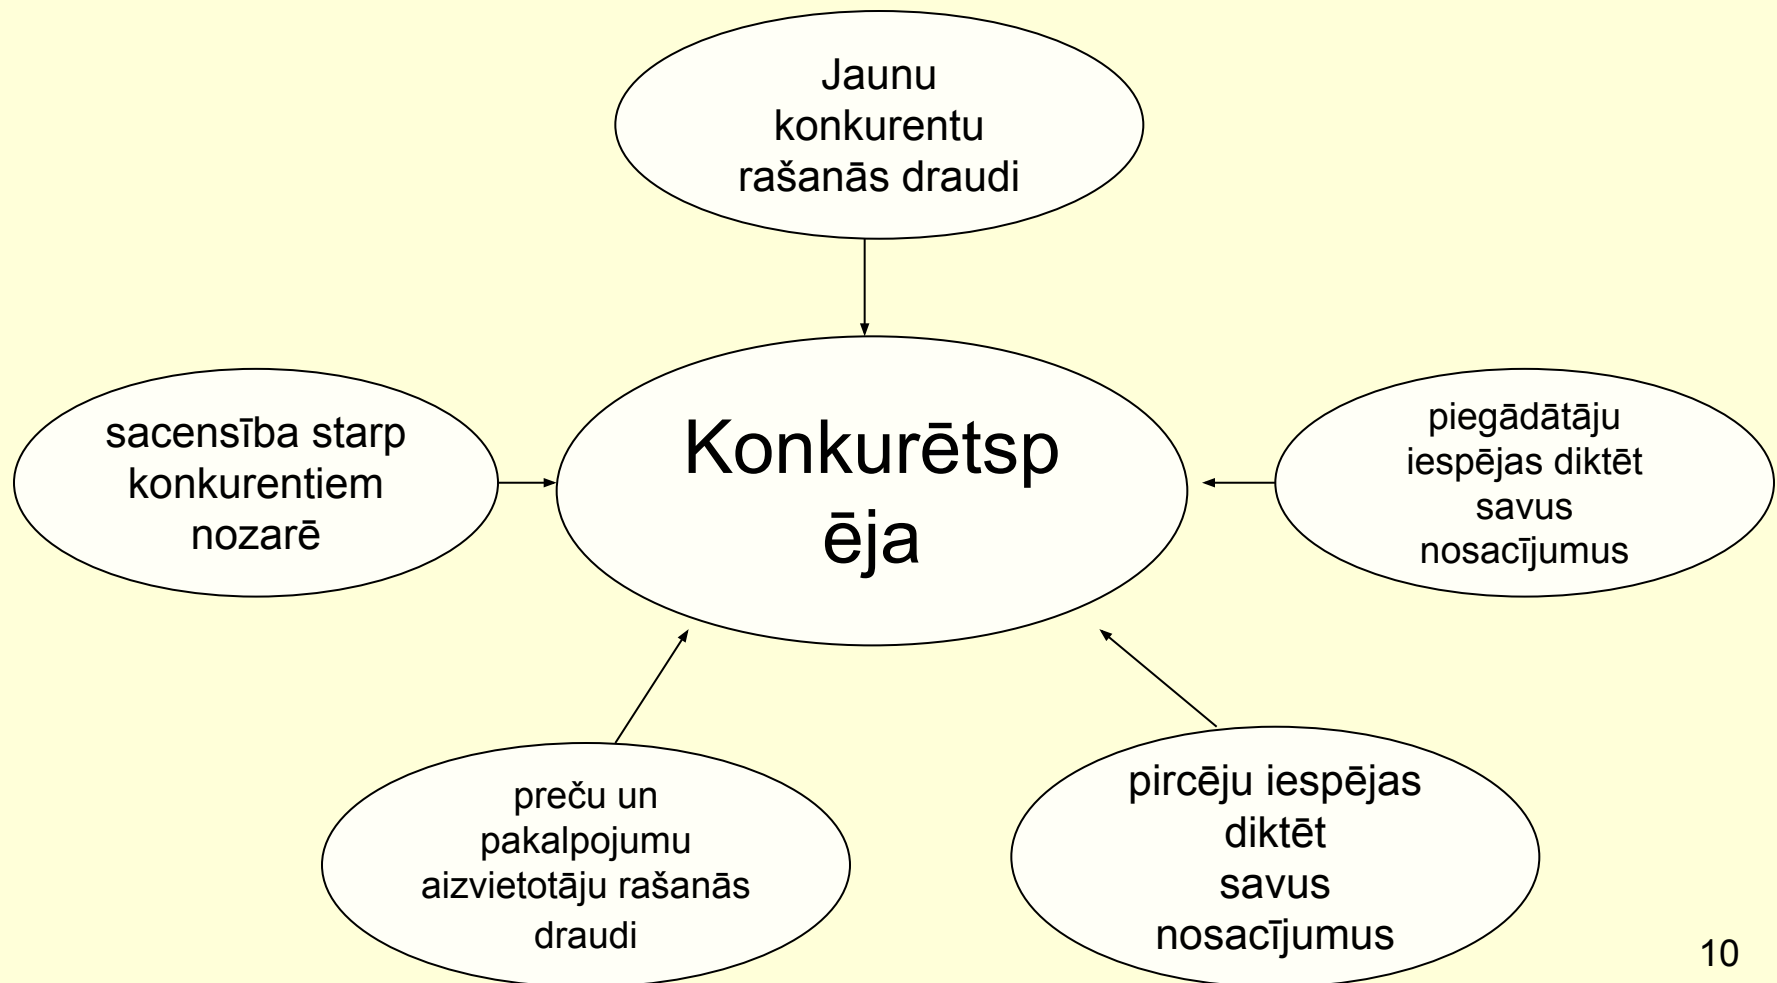 Jaunu
konkurentu
rašanās draudi
sacensība starp
konkurentiem
nozarē
Konkurētsp
ēja
piegādātāju
iespējas diktēt
savus
nosacījumus
preču un
pakalpojumu
aizvietotāju rašanās
draudi
pircēju iespējas
diktēt
savus
nosacījumus
10